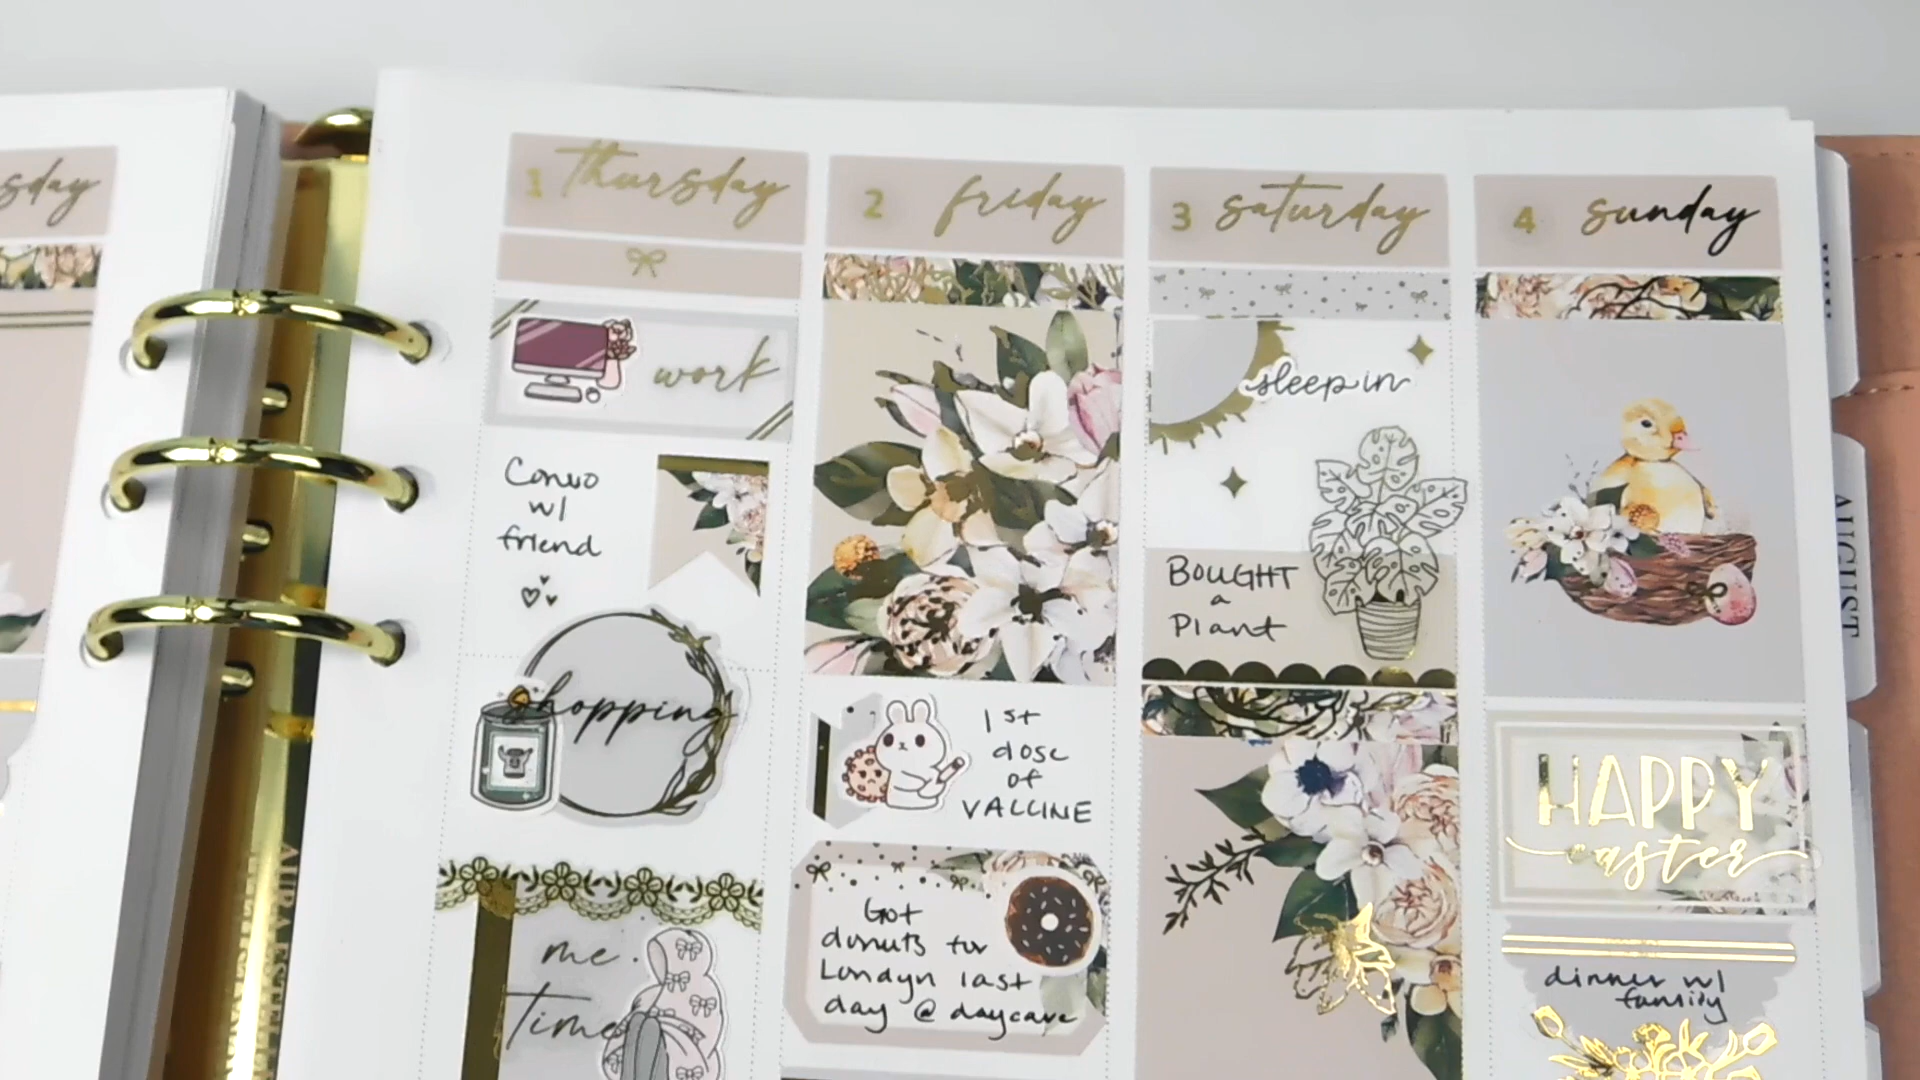 sday
1 thursday
work
Convo
w/
friend
shopping
me.
Time
2 friday
1st
dose
of
VACCINE
Got
donuts for
Londyn last
day @ daycare
3 saturday
sleep in
BOUGHT
a
Plant
4 sunday
HAPPY
easter
dinner w/
family
AUGUST